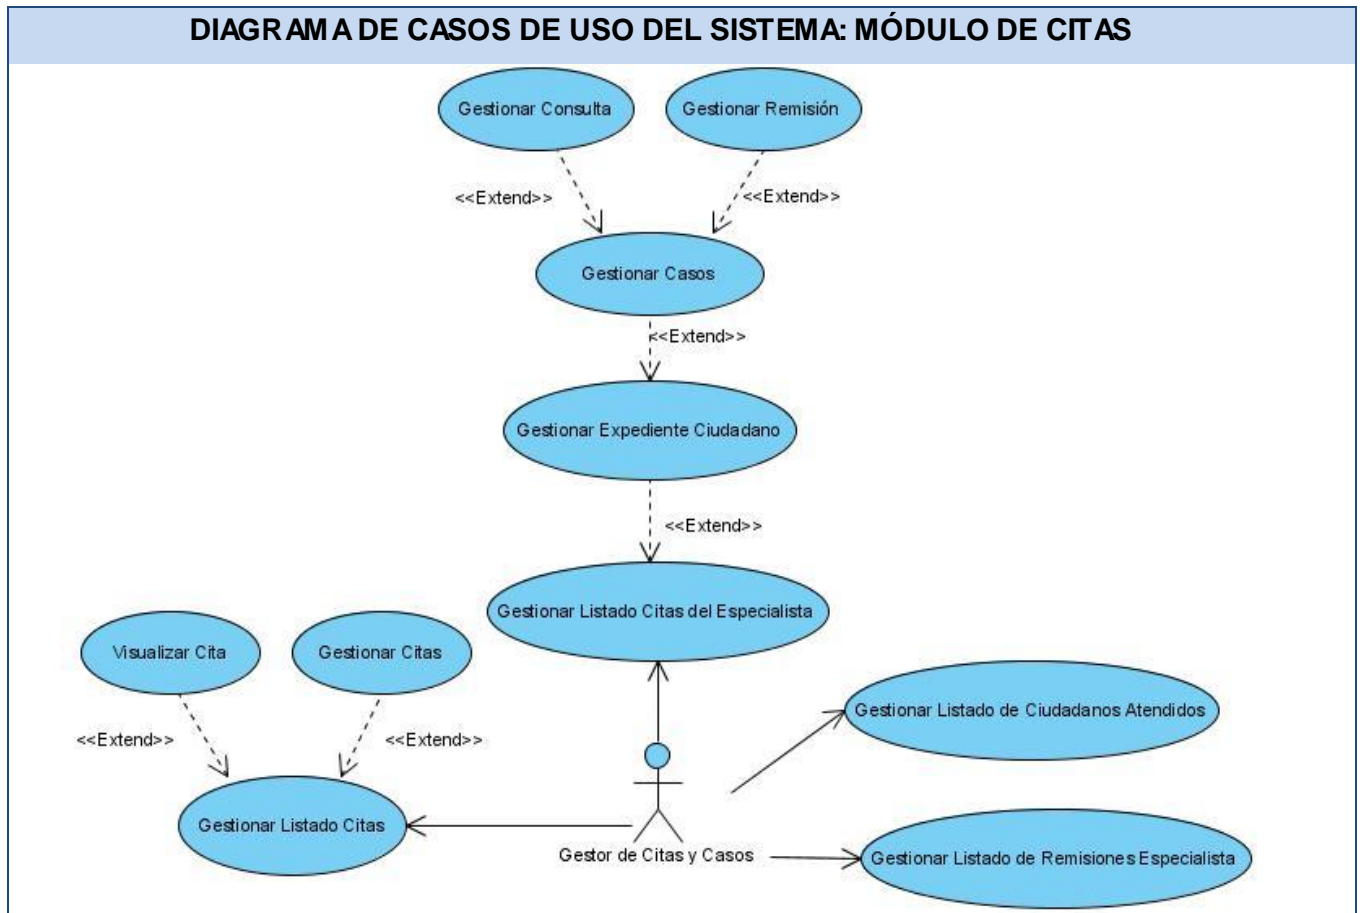 DIAGRAMA DE CASOS DE USO DEL SISTEMA: MÓDULO DE CITAS
Gestionar Consulta
Gestionar Remisión
<<Extend>>
<<Extend>>
Gestionar Casos
<<Extend>>
Gestionar Expediente Ciudadano
<<Extend>>
Gestionar Listado Citas del Especialista
Visualizar Cita
Gestionar Citas
Gestionar Listado de Ciudadanos Atendidos
<<Extend>>
<<Extend>>
Gestionar Listado Citas
Gestor de Citas y Casos
Gestionar Listado de Remisiones Especialista